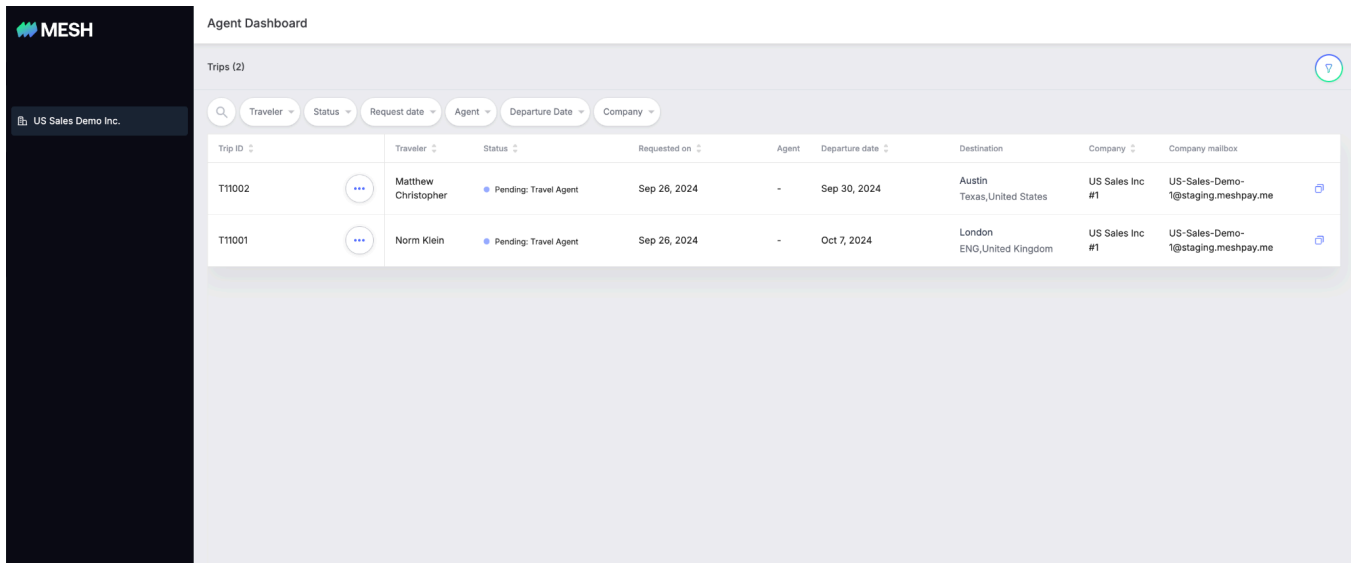 MESH
US Sales Demo Inc.
Agent Dashboard
Trips (2)
Traveler Status Request date Agent Departure Date Company
Trip ID Traveler Status Requested on Agent Departure date Destination Company Company mailbox
T11002 Matthew Christopher Pending: Travel Agent Sep 26, 2024 - Sep 30, 2024 Austin Texas,United States US Sales Inc #1 US-Sales-Demo-1@staging.meshpay.me
T11001 Norm Klein Pending: Travel Agent Sep 26, 2024 - Oct 7, 2024 London ENG,United Kingdom US Sales Inc #1 US-Sales-Demo-1@staging.meshpay.me